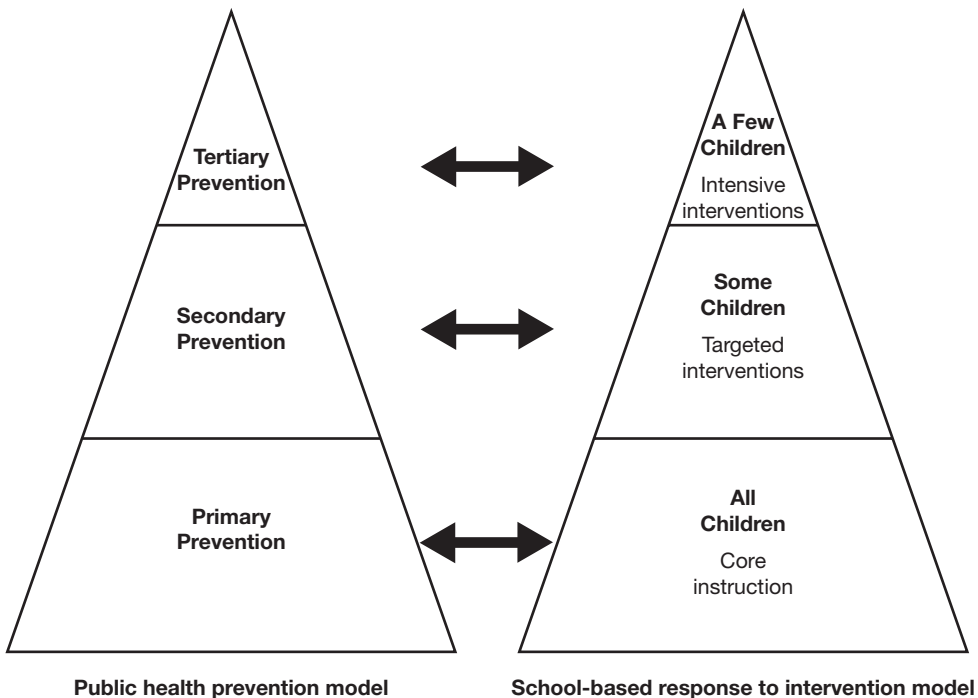 Tertiary
Prevention
Secondary
Prevention
Primary
Prevention
Public health prevention model
A Few
Children
Intensive
interventions
Some
Children
Targeted
interventions
All
Children
Core
instruction
School-based response to intervention model